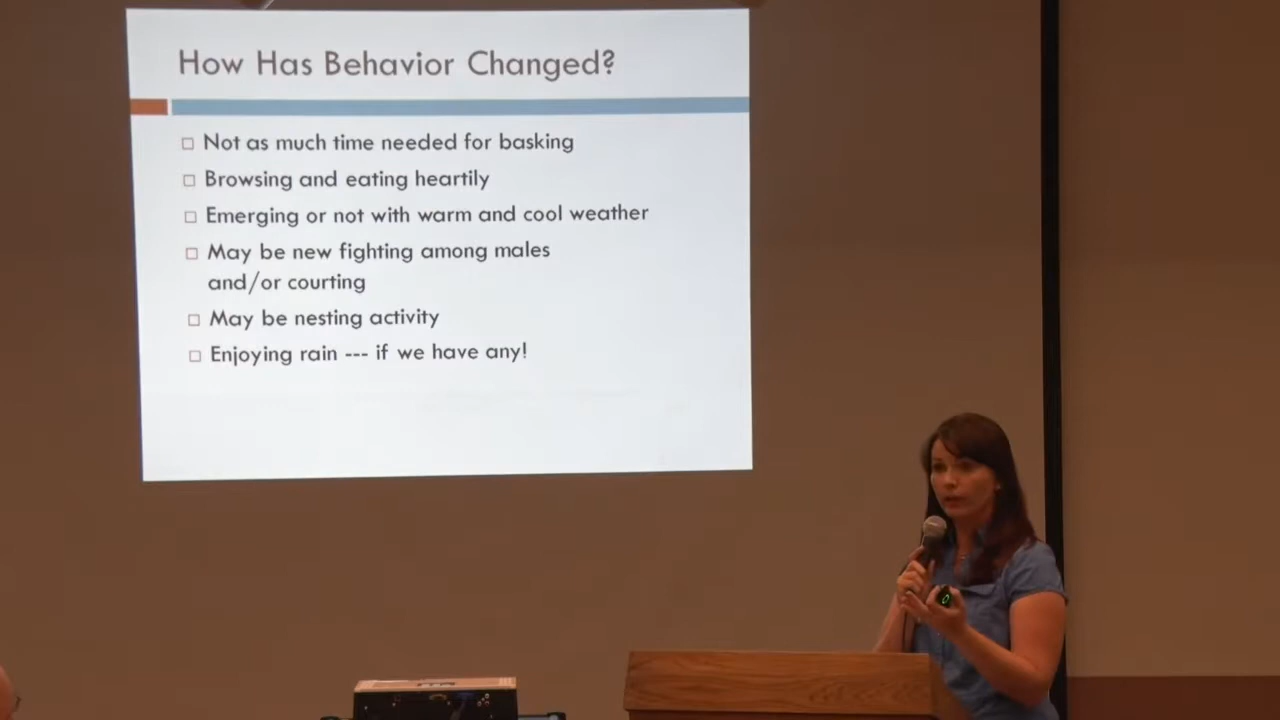 How Has Behavior Changed?
Not as much time needed for basking
Browsing and eating heartily
Emerging or not with warm and cool weather
May be new fighting among males
and/or courting
May be nesting activity
Enjoying rain --- if we have any!